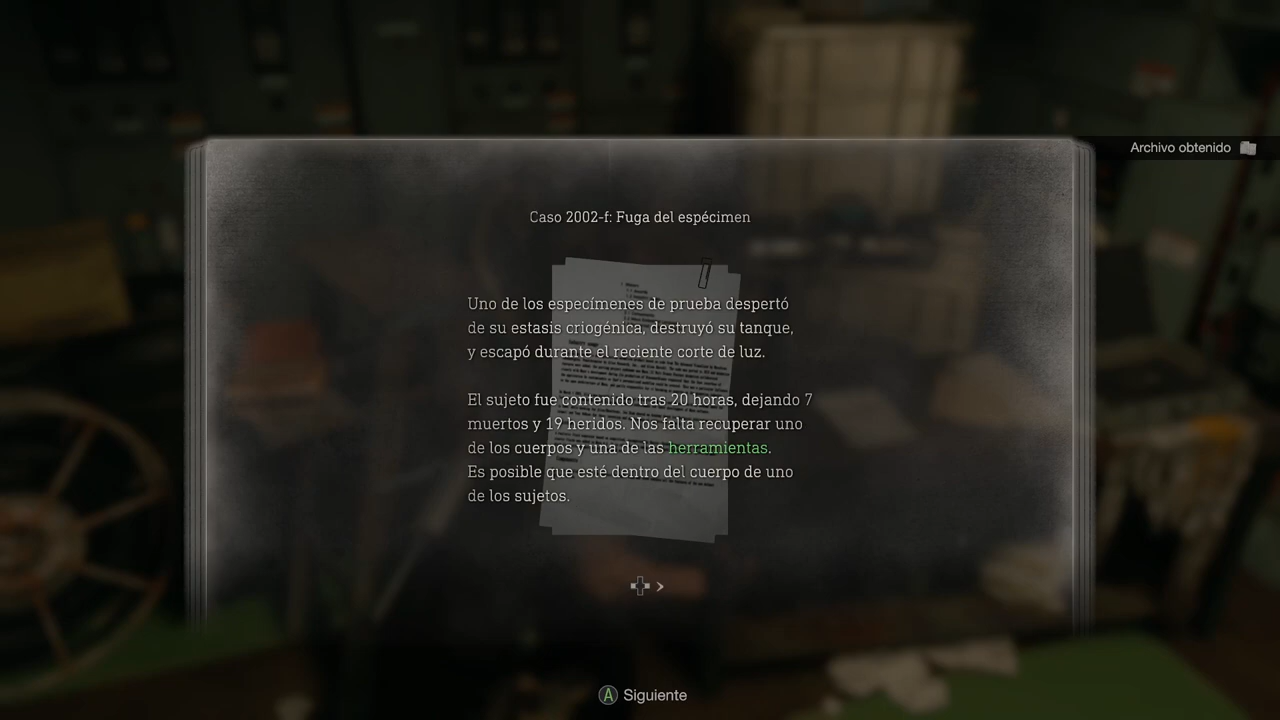 Archivo obtenido
Caso 2002-f: Fuga del espécimen
Uno de los especímenes de prueba despertó
de su estasis criogénica, destruyó su tanque,
y escapó durante el reciente corte de luz.
El sujeto fue contenido tras 20 horas, dejando 7
muertos y 19 heridos. Nos falta recuperar uno
de los cuerpos y una de las herramientas.
Es posible que esté dentro del cuerpo de uno
de los sujetos.
A Siguiente